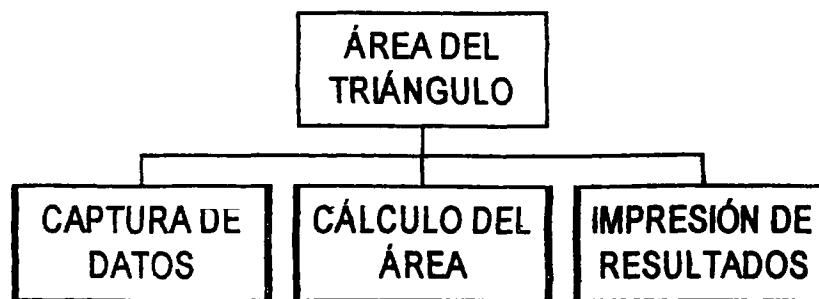 ÁREA DEL
TRIÁNGULO
CAPTURA DE
DATOS
CÁLCULO DEL
ÁREA
IMPRESIÓN DE
RESULTADOS